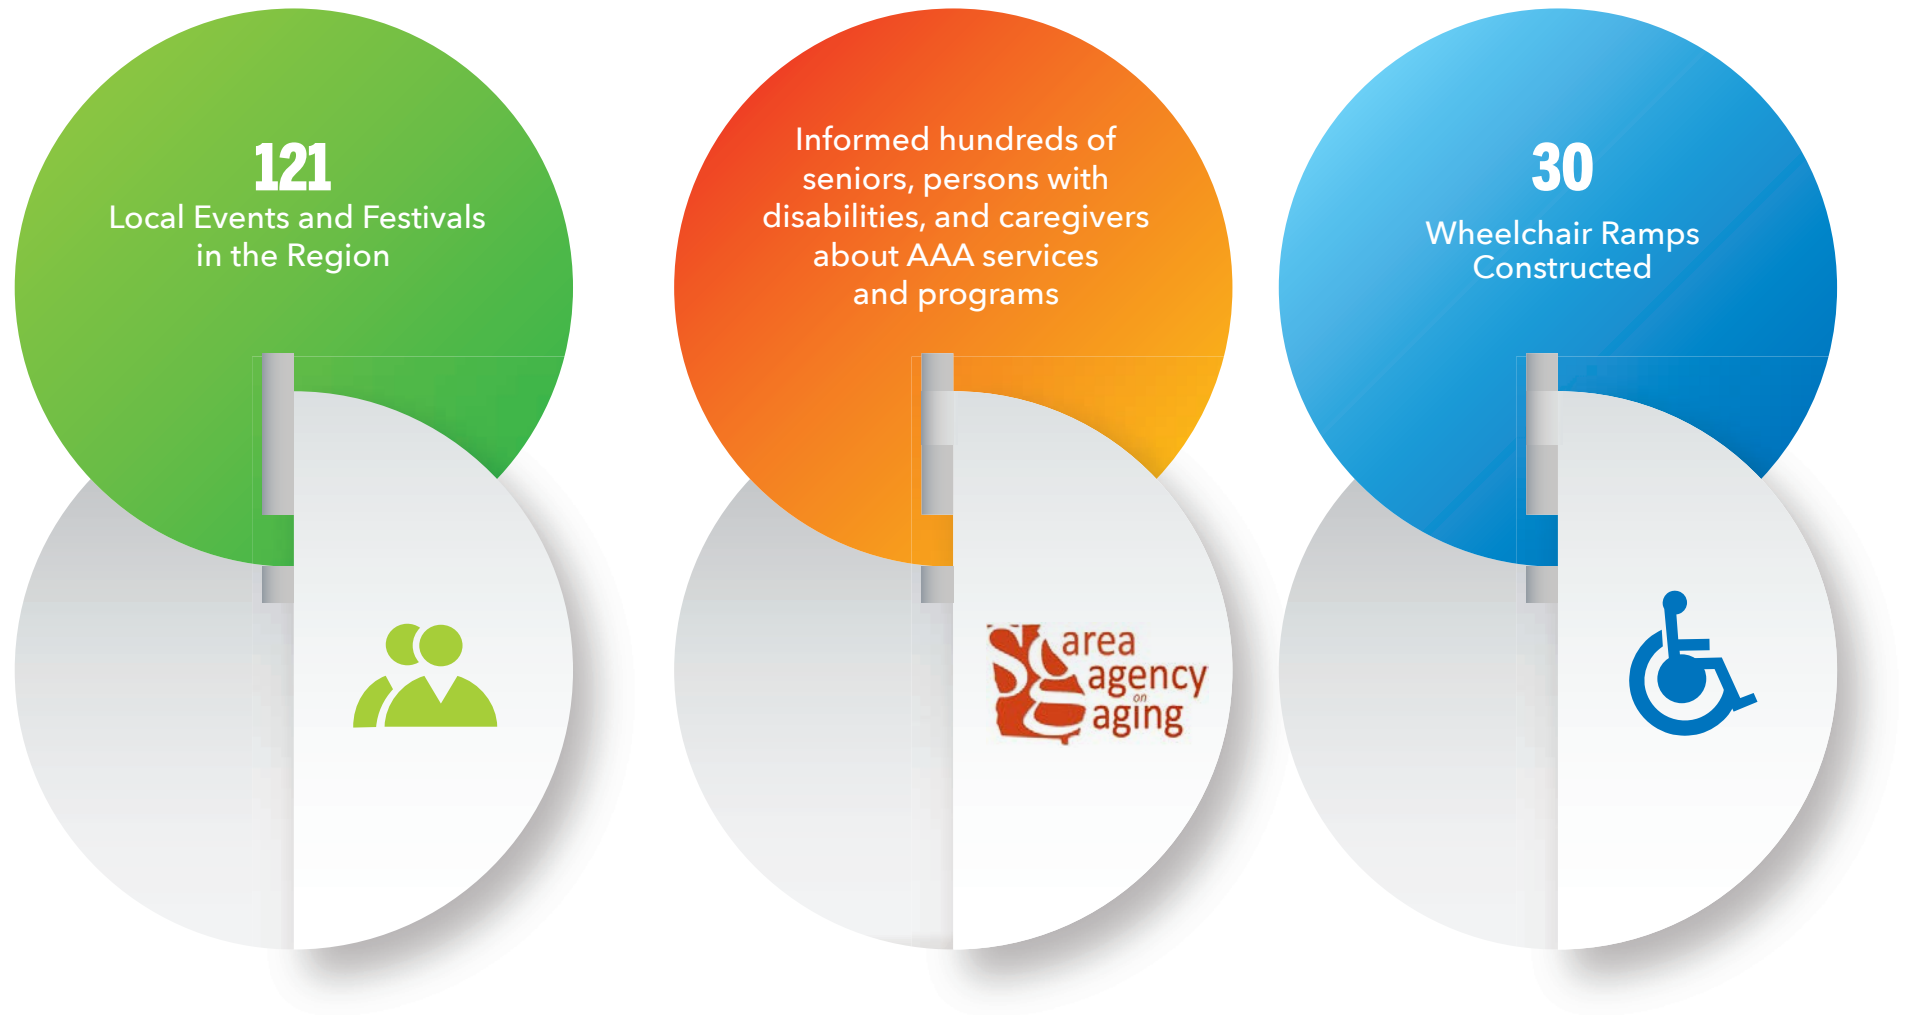 121
Local Events and Festivals
in the Region
Informed hundreds of
seniors, persons with
disabilities, and caregivers
about AAA services
and programs
30
Wheelchair Ramps
Constructed
sg
area
agency
on
aging